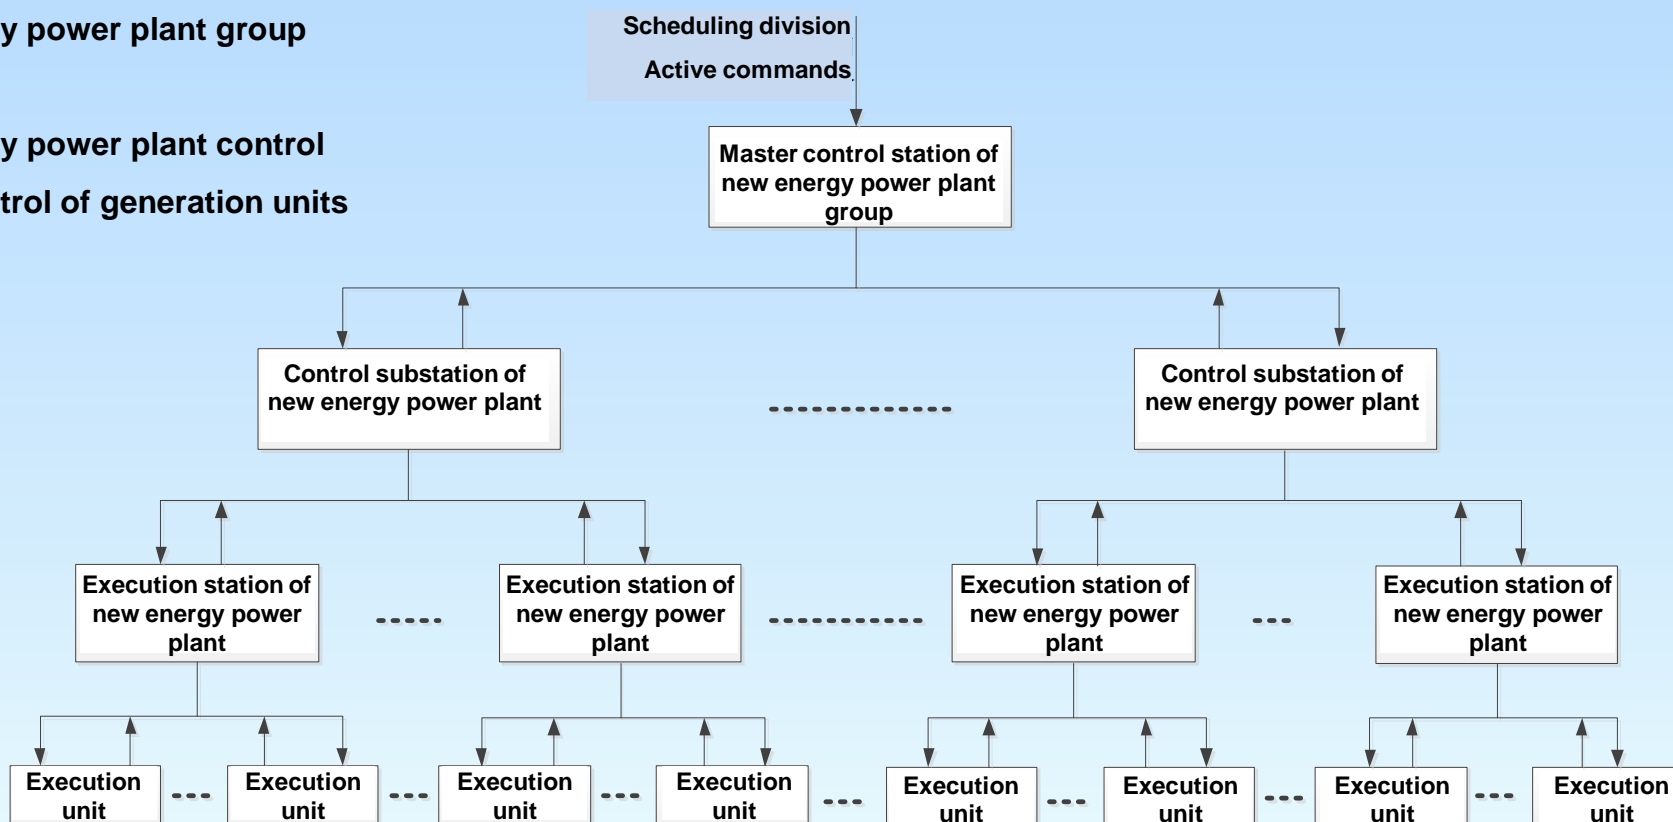 y power plant group
Scheduling division
Active commands
y power plant control
trol of generation units
Master control station of
new energy power plant
group
Control substation of
new energy power plant
Control substation of
new energy power plant
Execution station of
new energy power
plant
Execution station of
new energy power
plant
Execution station of
new energy power
plant
Execution station of
new energy power
plant
Execution
unit
Execution
unit
Execution
unit
Execution
unit
Execution
unit
Execution
unit
Execution
unit
Execution
unit